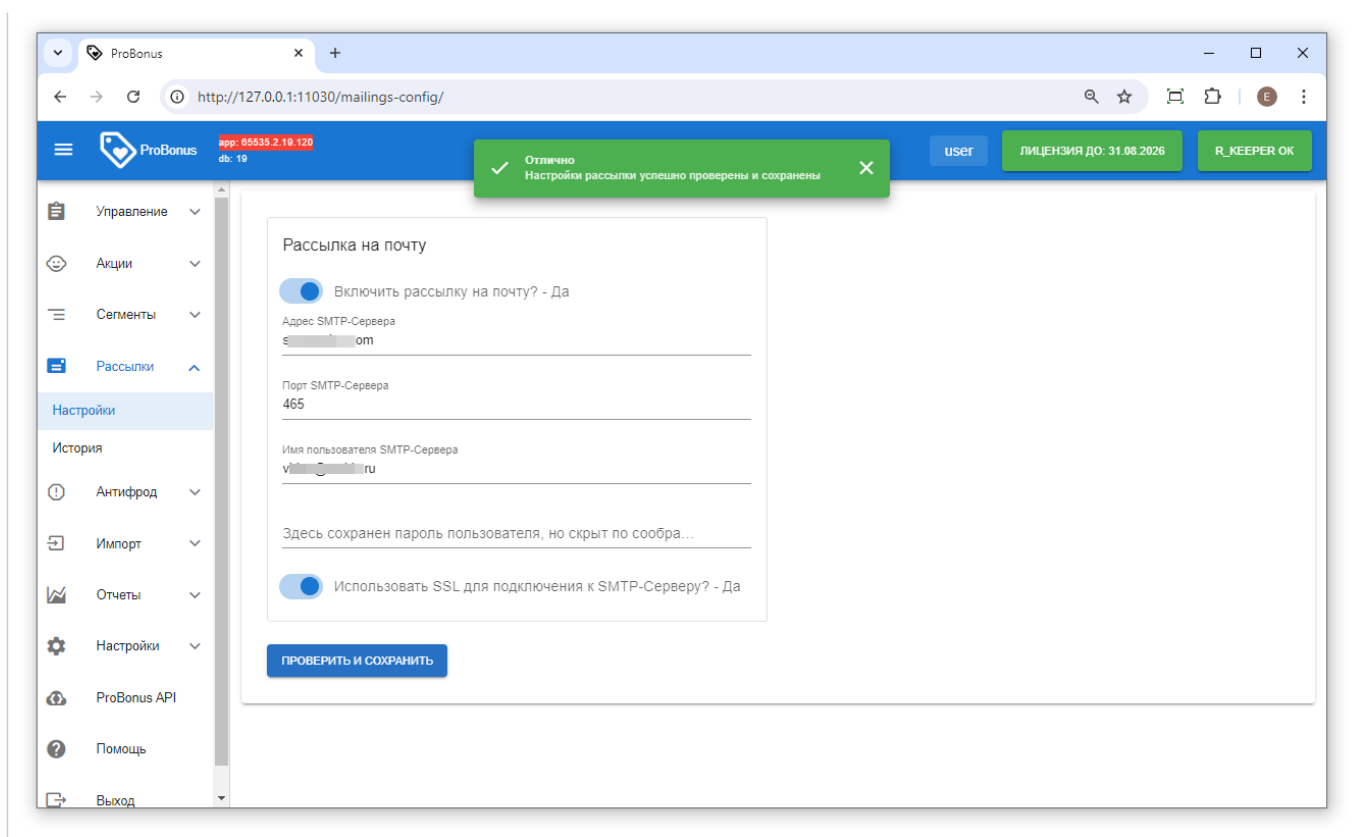 ProBonus
http://127.0.0.1:11030/mailings-config/
E
ProBonus
app: 65535.2.19.120
db: 19
Отлично
Настройки рассылки успешно проверены и сохранены
user
ЛИЦЕНЗИЯ ДО: 31.08.2026
R_KEEPER OK
Управление
Акции
Сегменты
Рассылки
Настройки
История
Антифрод
Импорт
Отчеты
Настройки
ProBonus API
Помощь
Выход
Рассылка на почту
Включить рассылку на почту? - Да
Адрес SMTP-Сервера
s om
Порт SMTP-Сервера
465
Имя пользователя SMTP-Сервера
v ru
Здесь сохранен пароль пользователя, но скрыт по сообра...
Использовать SSL для подключения к SMTP-Серверу? - Да
ПРОВЕРИТЬ И СОХРАНИТЬ